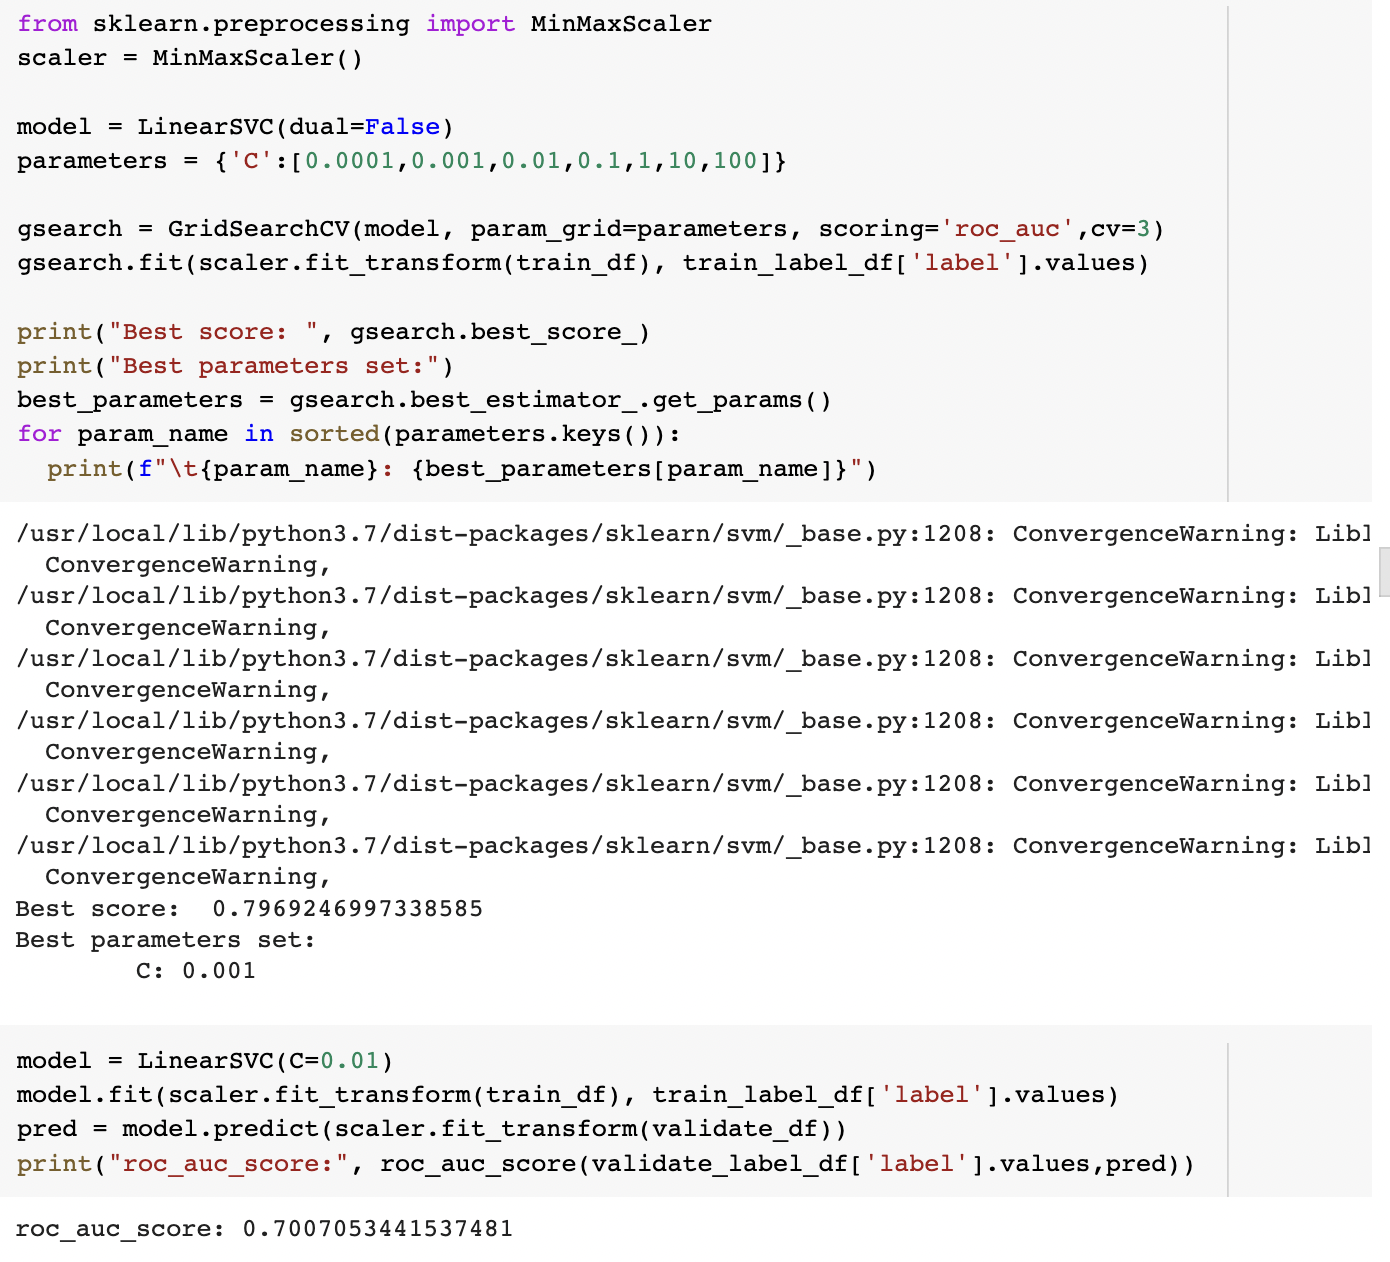 from sklearn.preprocessing import MinMaxScaler
scaler = MinMaxScaler()
model = LinearSVC(dual=False)
parameters = {'C':[0.0001,0.001,0.01,0.1,1,10,100]}
gsearch = GridSearchCV(model, param_grid=parameters, scoring='roc_auc',cv=3)
gsearch.fit(scaler.fit_transform(train_df), train_label_df['label'].values)
print("Best score: ", gsearch.best_score_)
print("Best parameters set:")
best_parameters = gsearch.best_estimator_.get_params()
for param_name in sorted(parameters.keys()):
  print(f"\t{param_name}: {best_parameters[param_name]}")
/usr/local/lib/python3.7/dist-packages/sklearn/svm/_base.py:1208: ConvergenceWarning: Libl
  ConvergenceWarning,
/usr/local/lib/python3.7/dist-packages/sklearn/svm/_base.py:1208: ConvergenceWarning: Libl
  ConvergenceWarning,
/usr/local/lib/python3.7/dist-packages/sklearn/svm/_base.py:1208: ConvergenceWarning: Libl
  ConvergenceWarning,
/usr/local/lib/python3.7/dist-packages/sklearn/svm/_base.py:1208: ConvergenceWarning: Libl
  ConvergenceWarning,
/usr/local/lib/python3.7/dist-packages/sklearn/svm/_base.py:1208: ConvergenceWarning: Libl
  ConvergenceWarning,
/usr/local/lib/python3.7/dist-packages/sklearn/svm/_base.py:1208: ConvergenceWarning: Libl
  ConvergenceWarning,
Best score:  0.7969246997338585
Best parameters set:
        C: 0.001
model = LinearSVC(C=0.01)
model.fit(scaler.fit_transform(train_df), train_label_df['label'].values)
pred = model.predict(scaler.fit_transform(validate_df))
print("roc_auc_score:", roc_auc_score(validate_label_df['label'].values,pred))
roc_auc_score: 0.7007053441537481